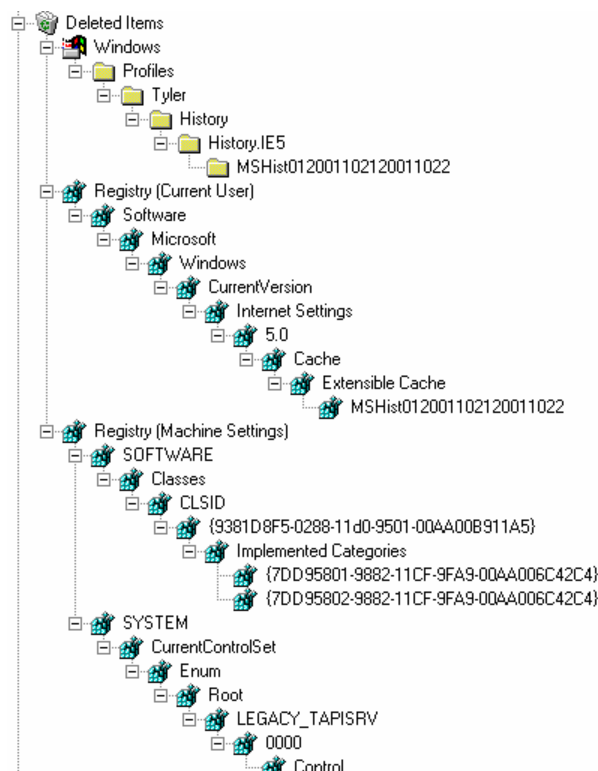 Deleted Items
Windows
Profiles
Tyler
History
History.IE5
MSHist012001102120011022
Registry (Current User)
Software
Microsoft
Windows
CurrentVersion
Internet Settings
5.0
Cache
Extensible Cache
MSHist012001102120011022
Registry (Machine Settings)
SOFTWARE
Classes
CLSID
{9381D8F5-0288-11d0-9501-00AA00B911A5}
Implemented Categories
{7DD95801-9882-11CF-9FA9-00AA006C42C4}
{7DD95802-9882-11CF-9FA9-00AA006C42C4}
SYSTEM
CurrentControlSet
Enum
Root
LEGACY_TAPISRV
0000
Control